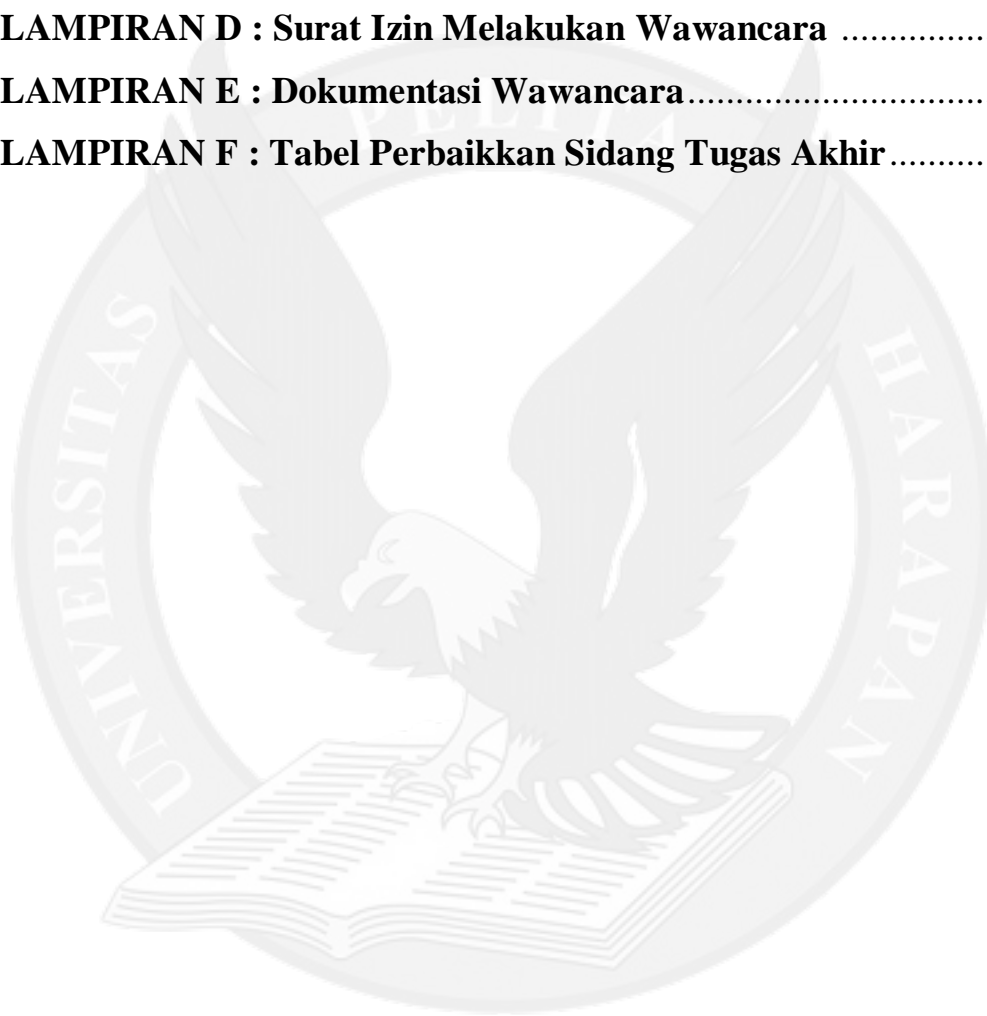 LAMPIRAN D : Surat Izin Melakukan Wawancara ...............
LAMPIRAN E : Dokumentasi Wawancara...............................
LAMPIRAN F : Tabel Perbaikkan Sidang Tugas Akhir..........
UNIVERSITAS PELITA HARAPAN